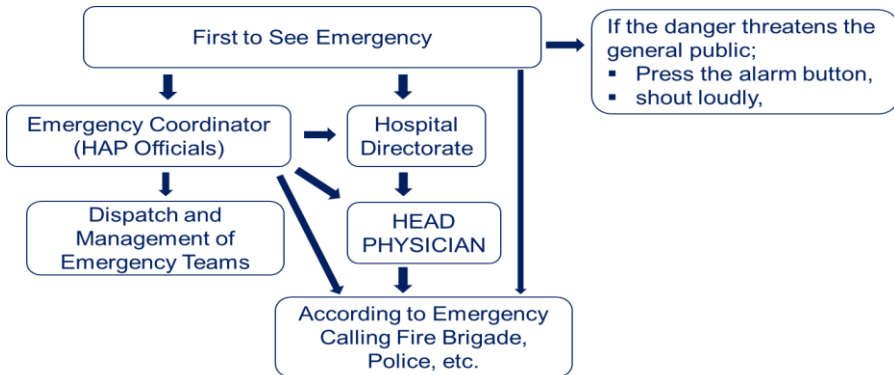 First to See Emergency
If the danger threatens the
general public;
▪ Press the alarm button,
▪ shout loudly,
Emergency Coordinator
(HAP Officials)
Hospital
Directorate
Dispatch and
Management of
Emergency Teams
HEAD
PHYSICIAN
According to Emergency
Calling Fire Brigade,
Police, etc.